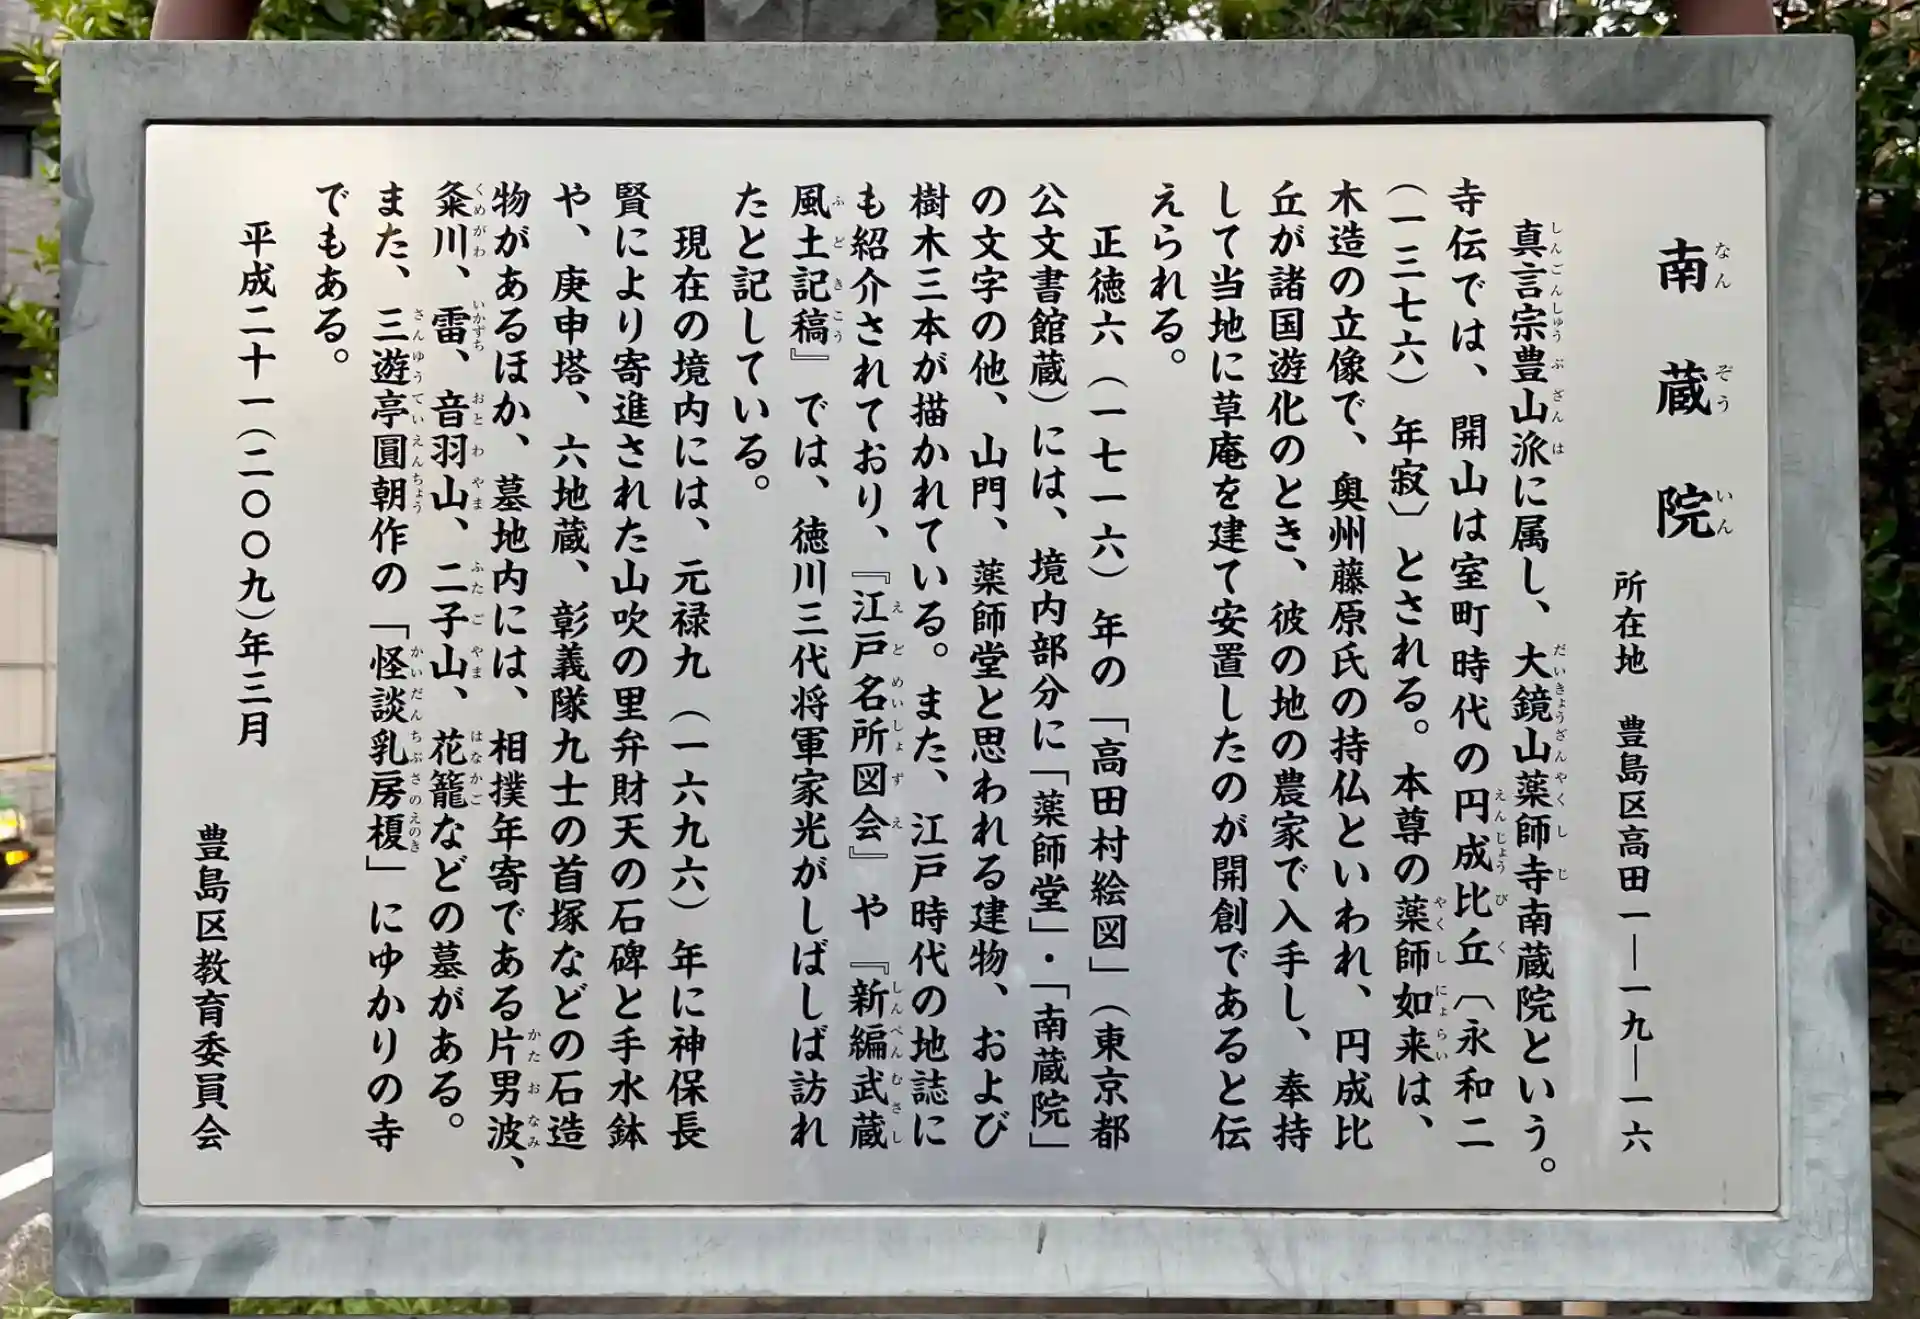 南蔵院
所在地　豊島区高田一―一九―一六
真言宗豊山派に属し、大鏡山薬師寺南蔵院という。
寺伝では、開山は室町時代の円成比丘〔永和二
（一三七六）年寂〕とされる。本尊の薬師如来は、
木造の立像で、奥州藤原氏の持仏といわれ、円成比
丘が諸国遊化のとき、彼の地の農家で入手し、奉持
して当地に草庵を建て安置したのが開創であると伝
えられる。
正徳六（一七一六）年の「高田村絵図」（東京都
公文書館蔵）には、境内部分に「薬師堂」・「南蔵院」
の文字の他、山門、薬師堂と思われる建物、および
樹木三本が描かれている。また、江戸時代の地誌に
も紹介されており、『江戸名所図会』や『新編武蔵
風土記稿』では、徳川三代将軍家光がしばしば訪れ
たと記している。
現在の境内には、元禄九（一六九六）年に神保長
賢により寄進された山吹の里弁財天の石碑と手水鉢
や、庚申塔、六地蔵、彰義隊九士の首塚などの石造
物があるほか、墓地内には、相撲年寄である片男波、
粂川、雷、音羽山、二子山、花籠などの墓がある。
また、三遊亭圓朝作の「怪談乳房榎」にゆかりの寺
でもある。
平成二十一（二〇〇九）年三月
豊島区教育委員会